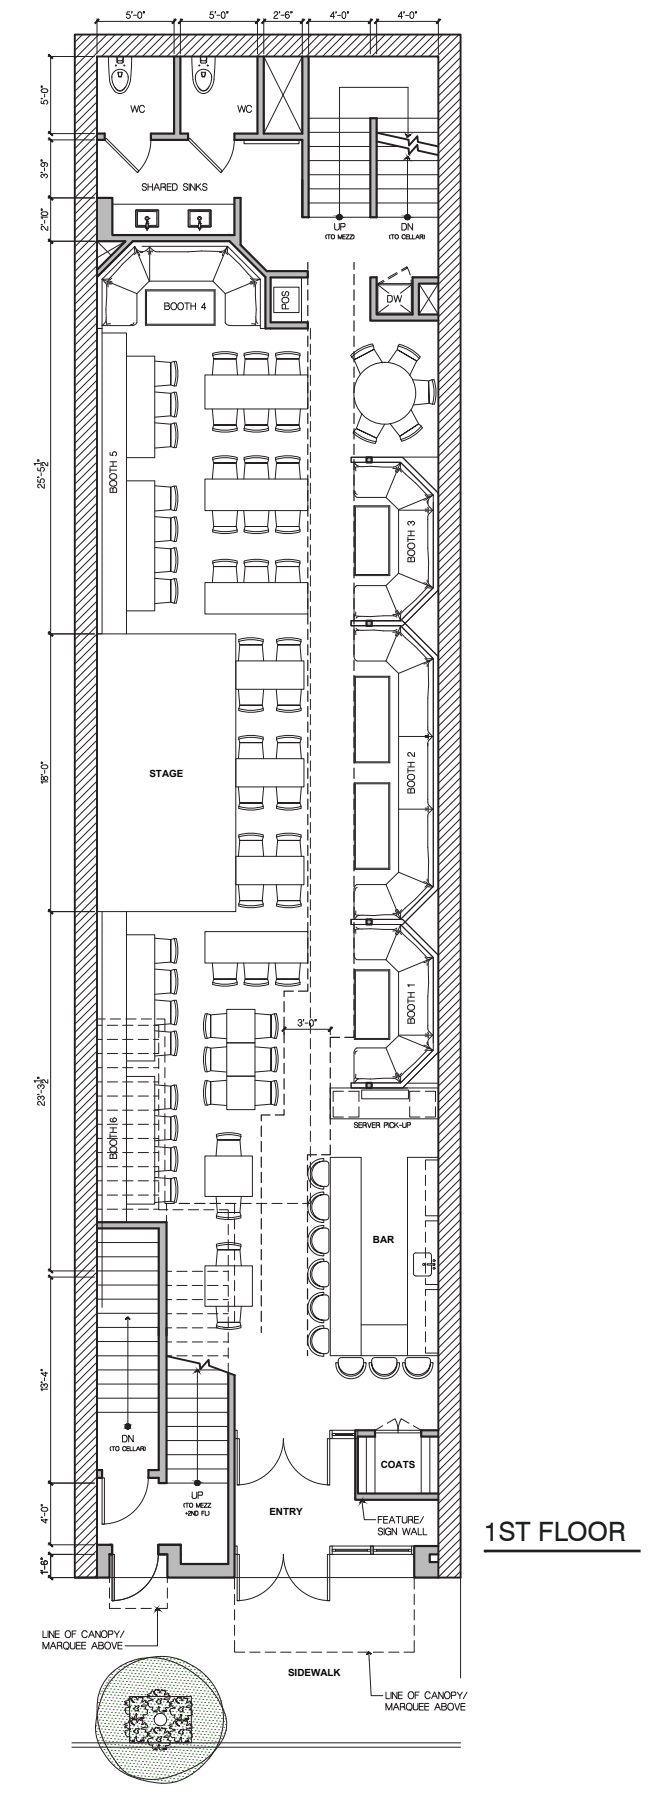 5'-0" 5'-0" 2'-6" 4'-0" 4'-0"
5'-0"
WC WC
3'-9"
SHARED SINKS
2'-10"
UP
(TO MEZZ)
DN
(TO CELLAR)
BOOTH 4
POS
DW
25'-5½"
BOOTH 5
BOOTH 3
18'-0"
STAGE
BOOTH 2
BOOTH 1
3'-0"
23'-3½"
SERVER PICK-UP
BOOTH 6
BAR
13'-4"
DN
(TO CELLAR)
COATS
UP
(TO MEZZ
+2ND FL)
ENTRY
4'-0"
FEATURE/
SIGN WALL
1ST FLOOR
1'-6"
LINE OF CANOPY/
MARQUEE ABOVE
SIDEWALK
LINE OF CANOPY/
MARQUEE ABOVE